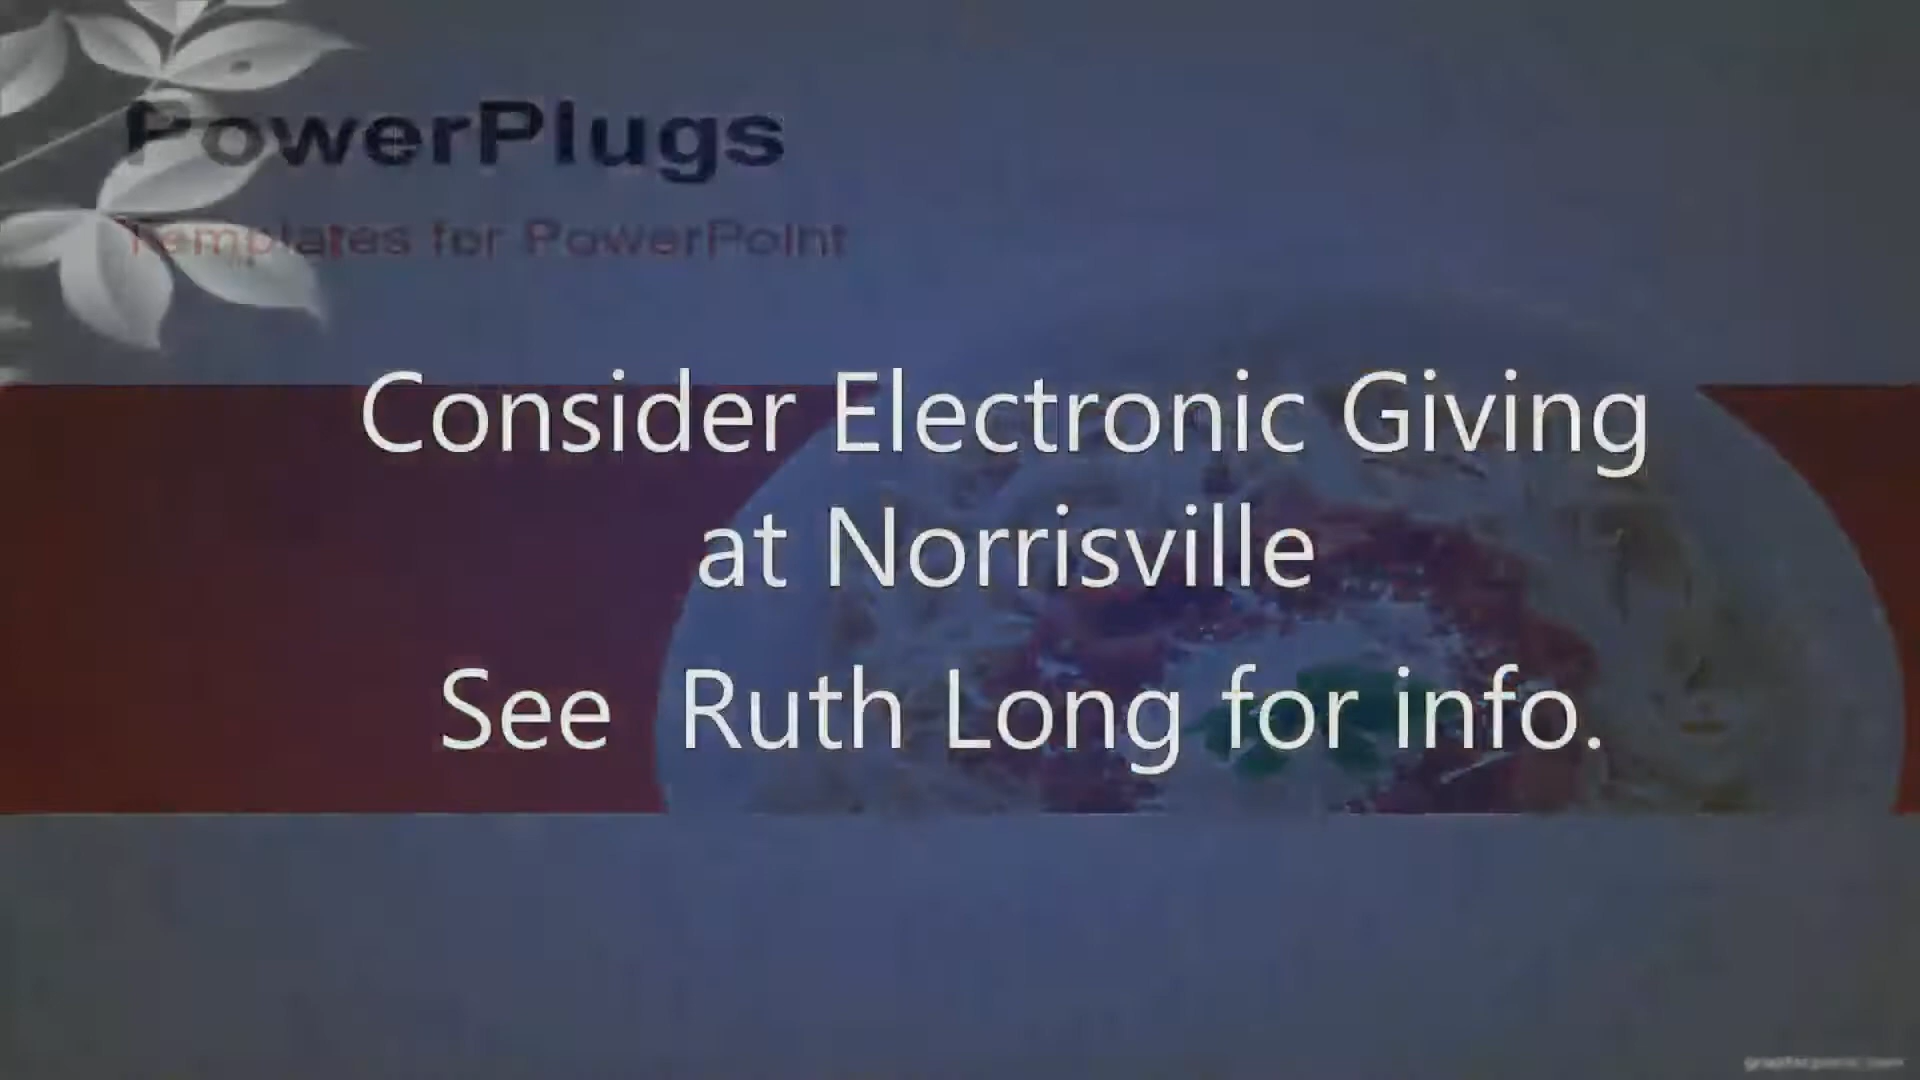 PowerPlugs
Templates for PowerPoint
Consider Electronic Giving
at Norrisville
See  Ruth Long for info.